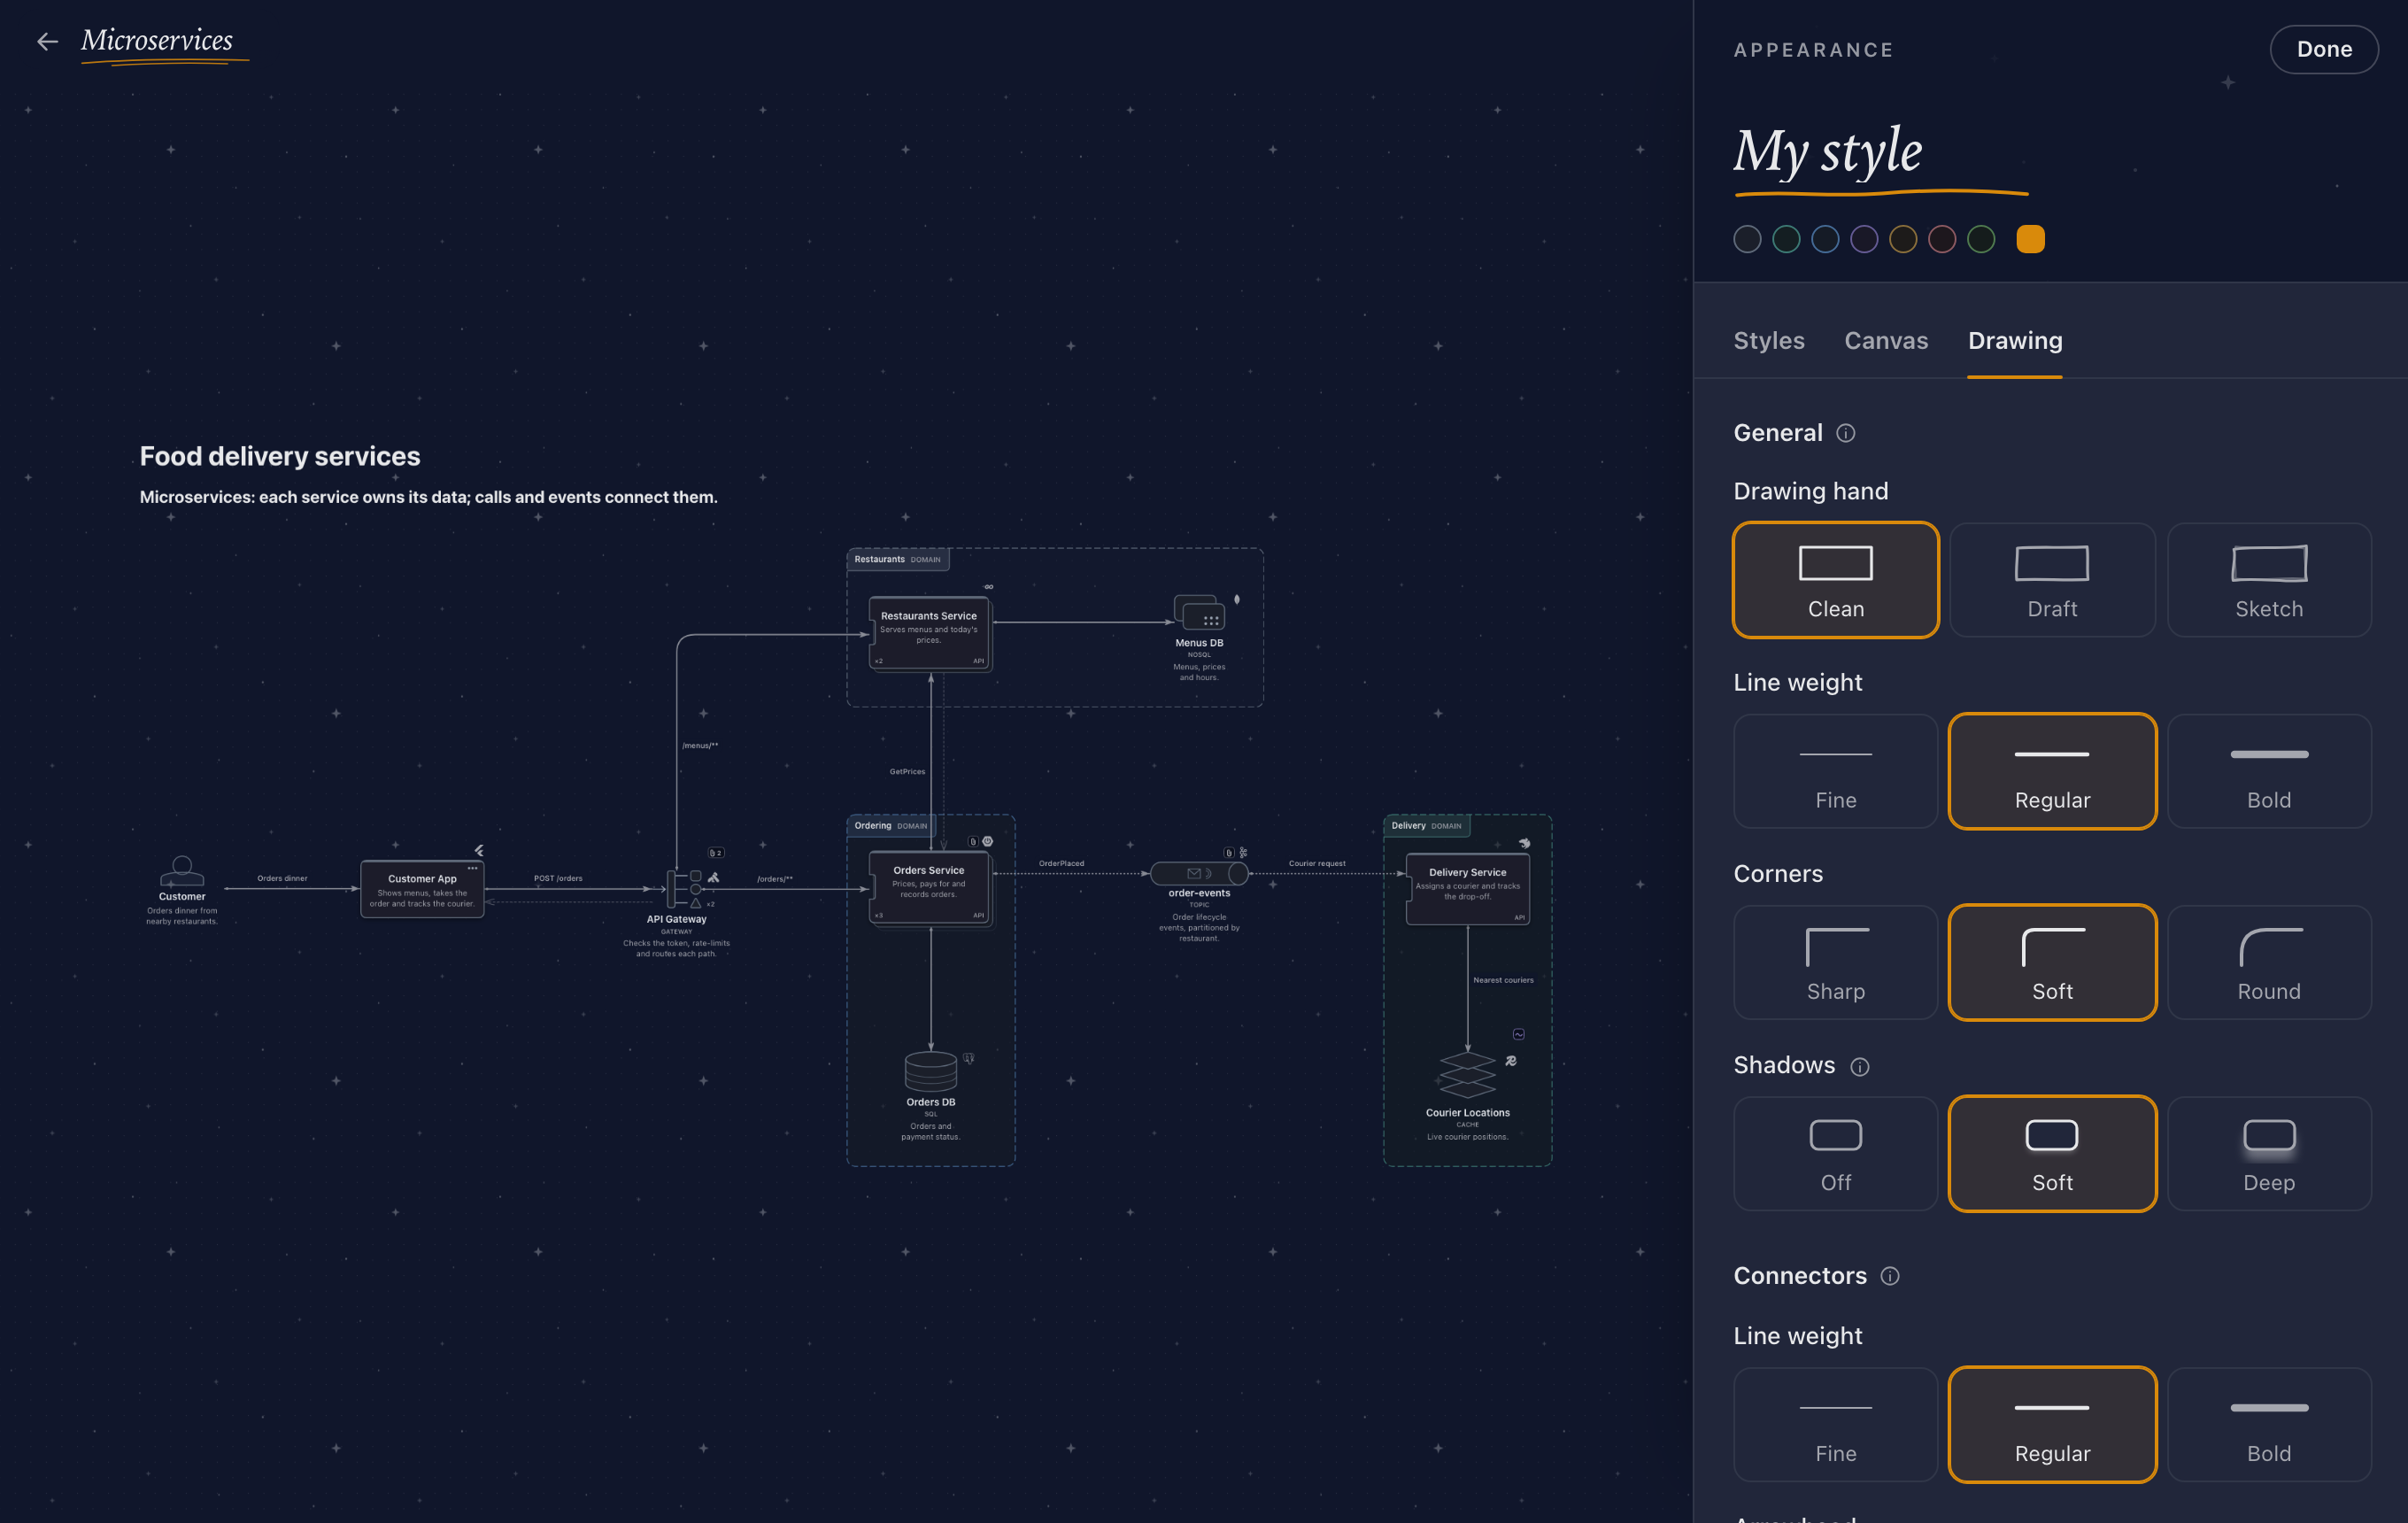 Microservices
Food delivery services
Microservices: each service owns its data; calls and events connect them.
Restaurants DOMAIN
Restaurants Service
Serves menus and today's
prices.
×2 API
Menus DB
NOSQL
Menus, prices
and hours.
/menus/**
GetPrices
Customer
Orders dinner from
nearby restaurants.
Orders dinner
Customer App
Shows menus, takes the
order and tracks the courier.
POST /orders
2
×2
API Gateway
GATEWAY
Checks the token, rate-limits
and routes each path.
/orders/**
Ordering DOMAIN
Orders Service
Prices, pays for and
records orders.
×3 API
Orders DB
SQL
Orders and
payment status.
OrderPlaced
order-events
TOPIC
Order lifecycle
events, partitioned by
restaurant.
Courier request
Delivery DOMAIN
Delivery Service
Assigns a courier and tracks
the drop-off.
API
Nearest couriers
Courier Locations
CACHE
Live courier positions.
APPEARANCE
Done
My style
Styles Canvas Drawing
General
Drawing hand
Clean Draft Sketch
Line weight
Fine Regular Bold
Corners
Sharp Soft Round
Shadows
Off Soft Deep
Connectors
Line weight
Fine Regular Bold